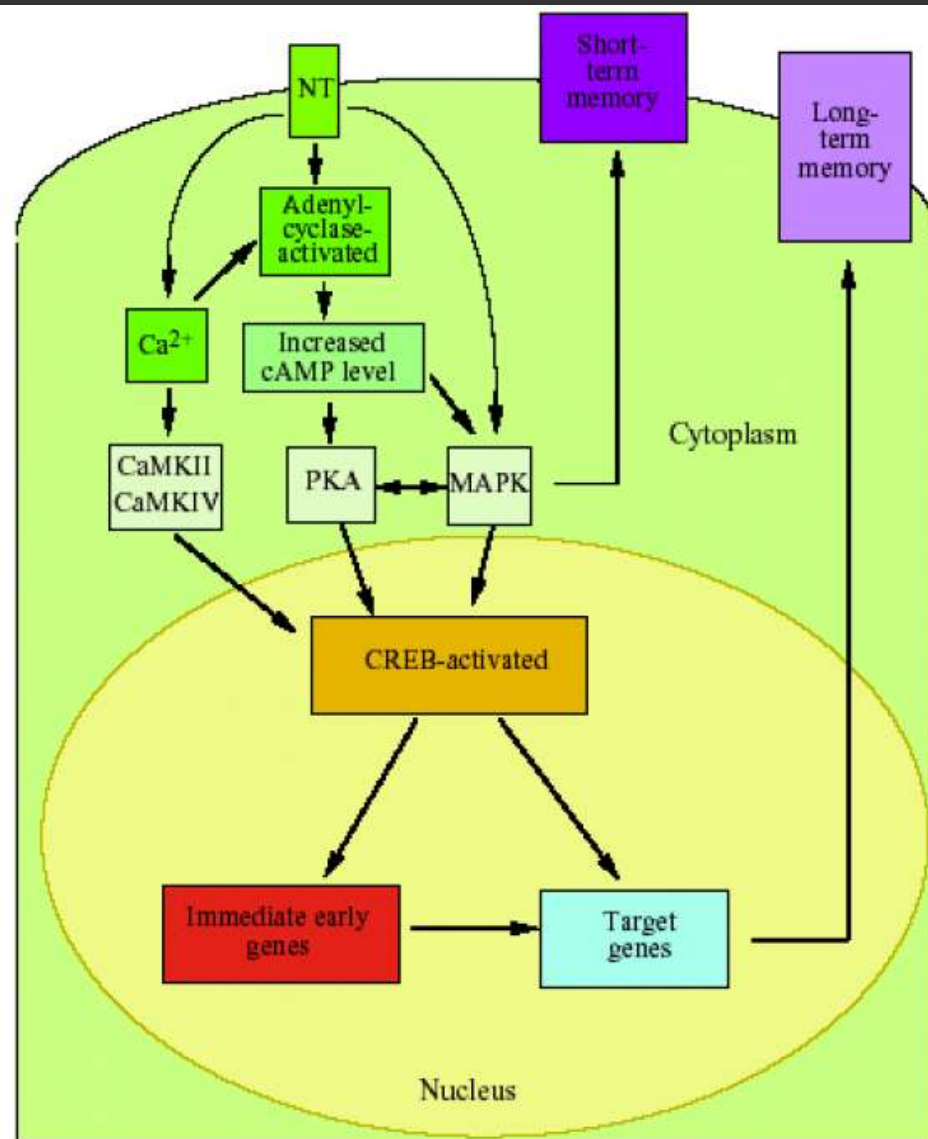 Short-
term
memory
NT
Long-
term
memory
Adenyl-
cyclase-
activated
Ca²⁺
Increased
cAMP level
Cytoplasm
CaMKII
CaMKIV
PKA
MAPK
CREB-activated
Immediate early
genes
Target
genes
Nucleus